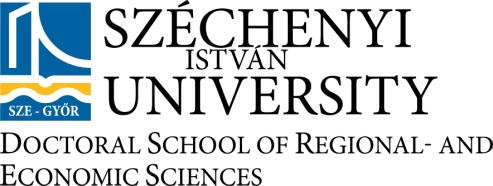 SZÉCHENYI
ISTVÁN
UNIVERSITY
SZE - GYŐR
DOCTORAL SCHOOL OF REGIONAL- AND
ECONOMIC SCIENCES